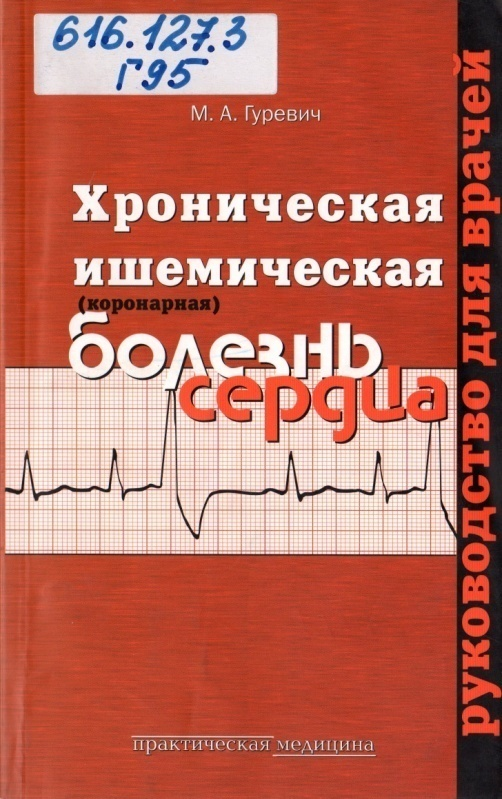 616.127.3
Г95
М. А. Гуревич
Хроническая
ишемическая
(коронарная)
болезнь
сердца
руководство для врачей
практическая медицина